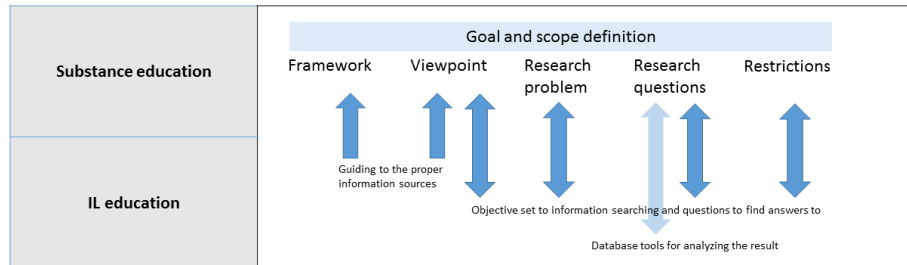 Goal and scope definition
Substance education
Framework
Viewpoint
Research
problem
Research
questions
Restrictions
Guiding to the proper
information sources
IL education
Objective set to information searching and questions to find answers to
Database tools for analyzing the result